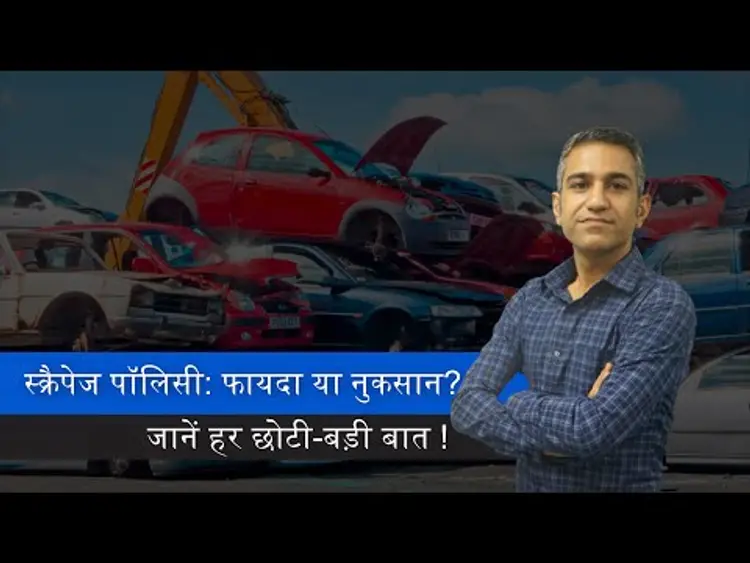 स्क्रैपेज पॉलिसी: फायदा या नुकसान?
जानें हर छोटी-बड़ी बात !